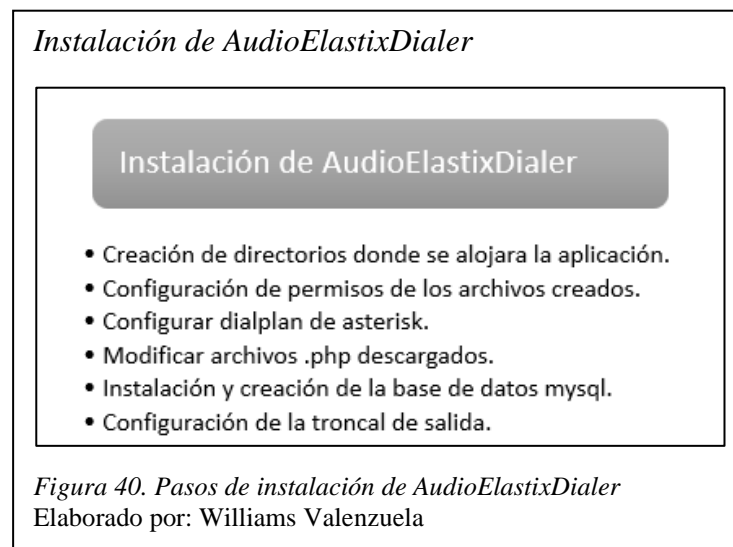 Instalación de AudioElastixDialer
Instalación de AudioElastixDialer
• Creación de directorios donde se alojara la aplicación.
• Configuración de permisos de los archivos creados.
• Configurar dialplan de asterisk.
• Modificar archivos .php descargados.
• Instalación y creación de la base de datos mysql.
• Configuración de la troncal de salida.
Figura 40. Pasos de instalación de AudioElastixDialer
Elaborado por: Williams Valenzuela